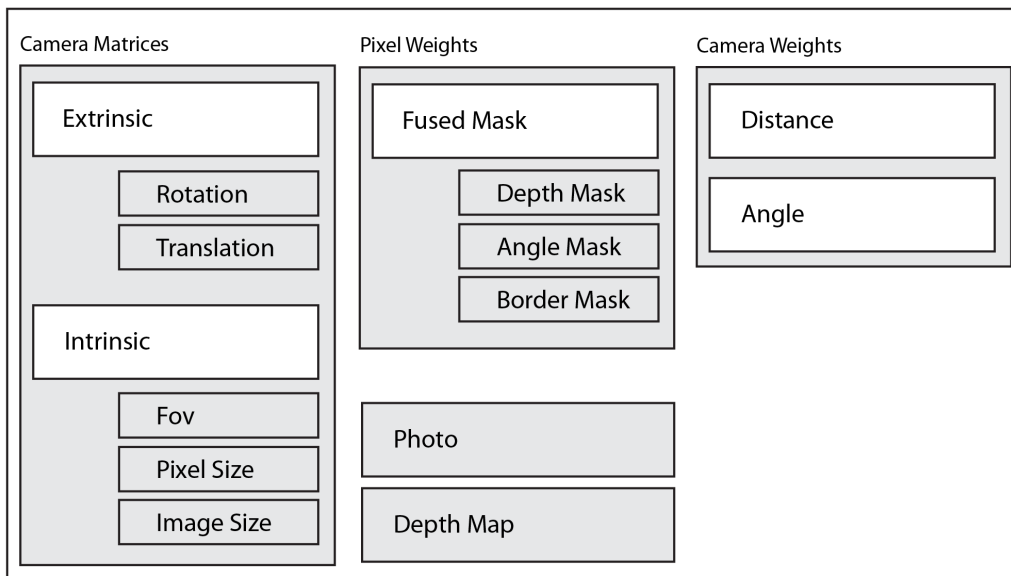 Camera Matrices
Extrinsic
Rotation
Translation
Intrinsic
Fov
Pixel Size
Image Size
Pixel Weights
Fused Mask
Depth Mask
Angle Mask
Border Mask
Photo
Depth Map
Camera Weights
Distance
Angle